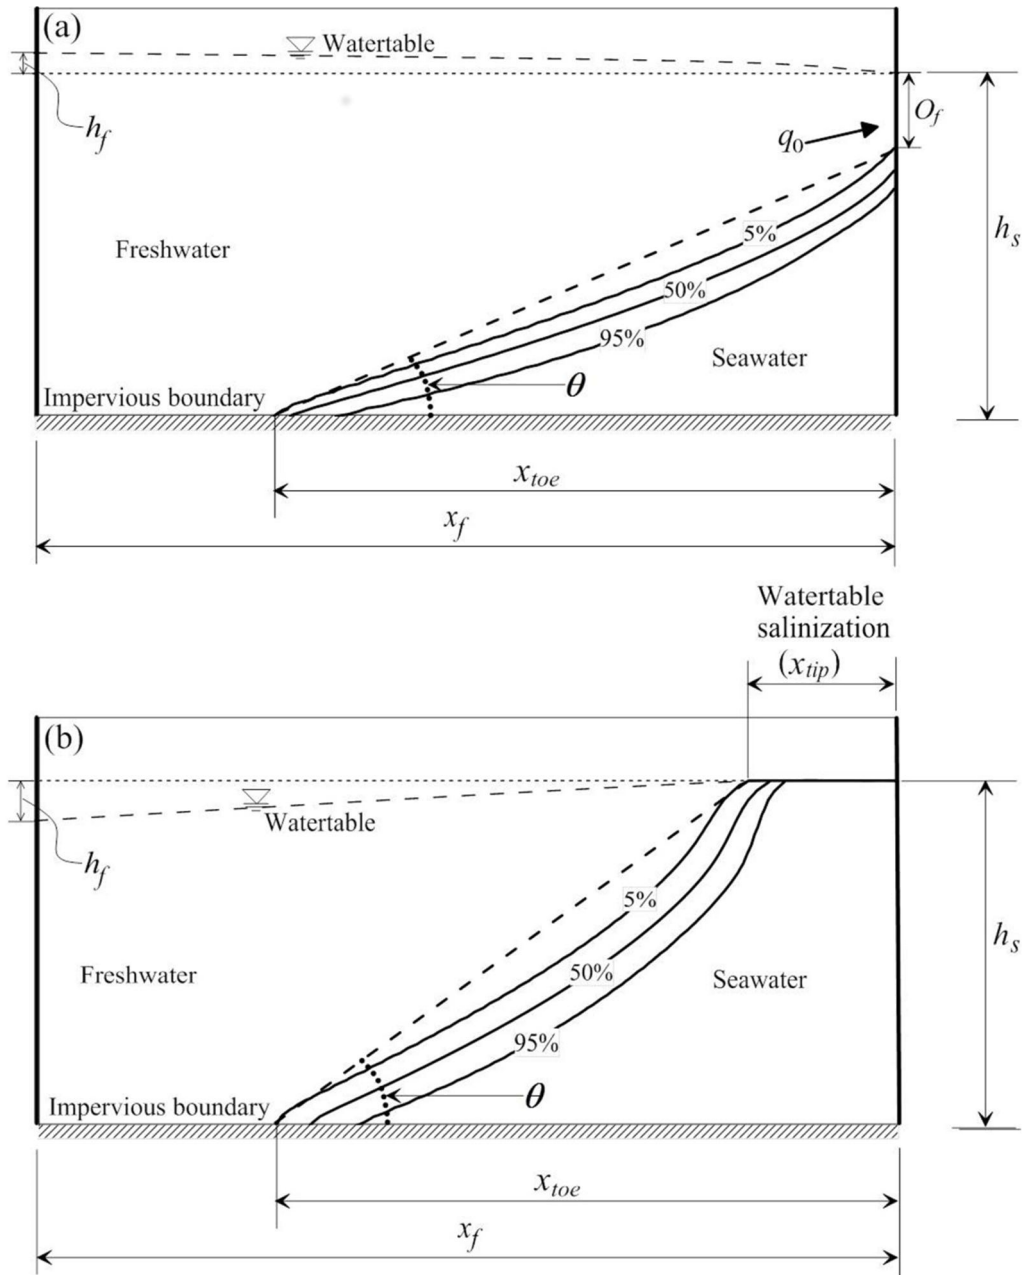 (a)
Watertable
h_f
O_f
q_0
h_s
Freshwater
5%
50%
95%
Seawater
Impervious boundary
θ
x_toe
x_f
Watertable
salinization
(x_tip)
(b)
Watertable
h_f
5%
h_s
Freshwater
50%
Seawater
95%
Impervious boundary
θ
x_toe
x_f